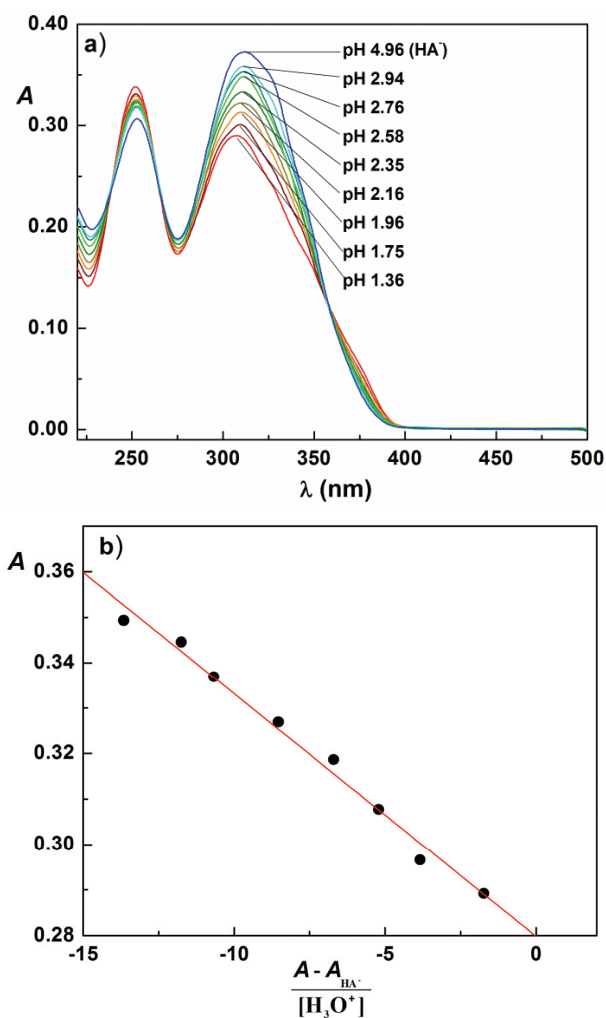 a)
A
0.40
0.30
0.20
0.10
0.00
pH 4.96 (HA⁻)
pH 2.94
pH 2.76
pH 2.58
pH 2.35
pH 2.16
pH 1.96
pH 1.75
pH 1.36
250 300 350 400 450 500
λ (nm)
b)
A
0.36
0.34
0.32
0.30
0.28
-15 -10 -5 0
A - A_HA⁻
[H₃O⁺]